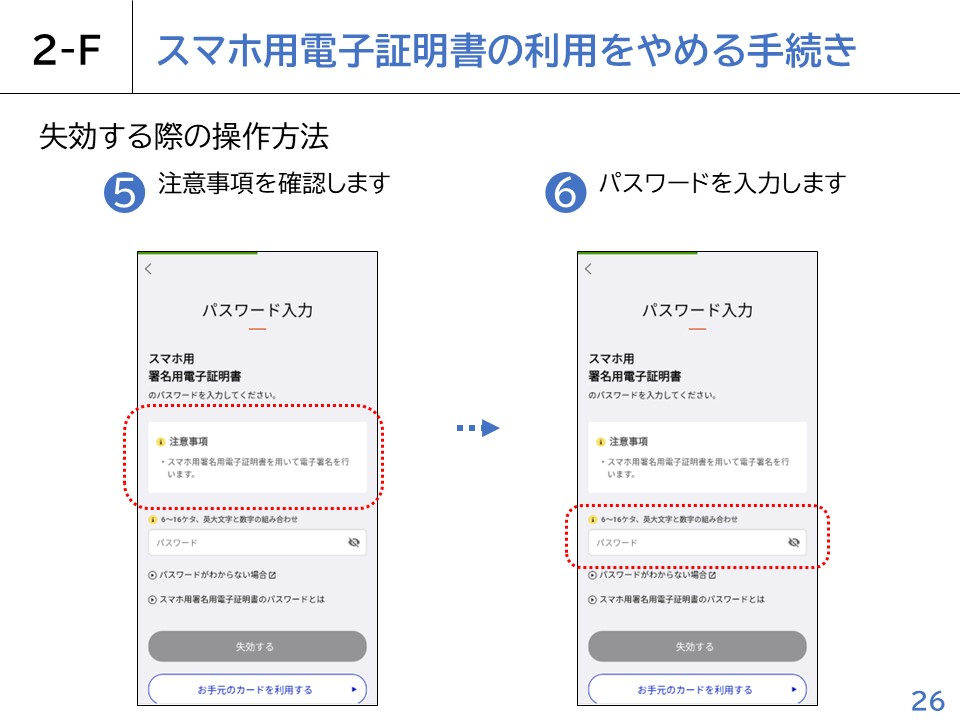 2-F
スマホ用電子証明書の利用をやめる手続き
失効する際の操作方法
5 注意事項を確認します
パスワード入力
スマホ用
署名用電子証明書
のパスワードを入力してください。
注意事項
・スマホ用署名用電子証明書を用いて電子署名を行
います。
6～16ケタ、英大文字と数字の組み合わせ
パスワード
パスワードがわからない場合
スマホ用署名用電子証明書のパスワードとは
失効する
お手元のカードを利用する
6 パスワードを入力します
パスワード入力
スマホ用
署名用電子証明書
のパスワードを入力してください。
注意事項
・スマホ用署名用電子証明書を用いて電子署名を行
います。
6～16ケタ、英大文字と数字の組み合わせ
パスワード
パスワードがわからない場合
スマホ用署名用電子証明書のパスワードとは
失効する
お手元のカードを利用する
26